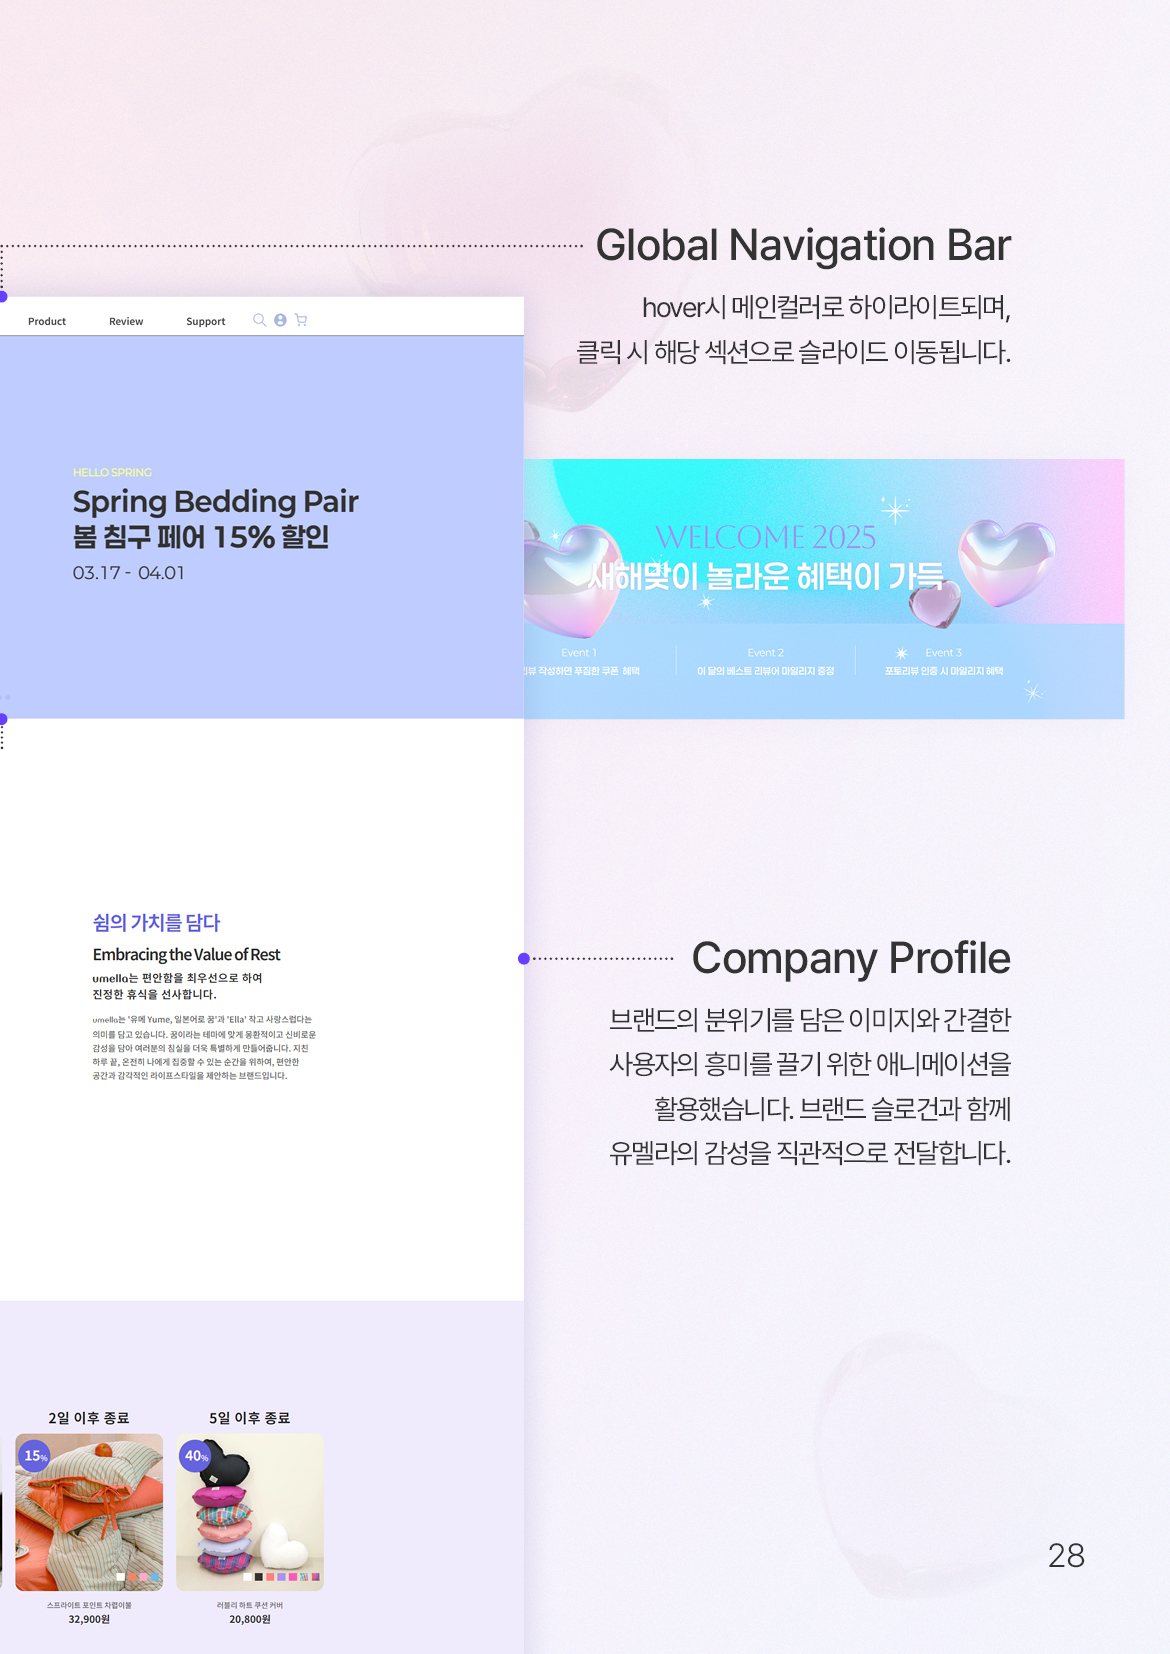 Global Navigation Bar
hover시 메인컬러로 하이라이트되며,
클릭 시 해당 섹션으로 슬라이드 이동됩니다.
Product Review Support
HELLO SPRING
Spring Bedding Pair
봄 침구 페어 15% 할인
03.17 - 04.01
WELCOME 2025
새해맞이 놀라운 혜택이 가득
Event 1 Event 2 Event 3
리뷰 작성하면 푸짐한 쿠폰 혜택 이 달의 베스트 리뷰어 마일리지 증정 포토리뷰 인증 시 마일리지 혜택
쉼의 가치를 담다
Embracing the Value of Rest
umella는 편안함을 최우선으로 하여
진정한 휴식을 선사합니다.
umella는 '유메 Yume, 일본어로 꿈'과 'Ella' 작고 사랑스럽다는
의미를 담고 있습니다. 꿈이라는 테마에 맞게 몽환적이고 신비로운
감성을 담아 여러분의 침실을 더욱 특별하게 만들어줍니다. 지친
하루 끝, 온전히 나에게 집중할 수 있는 순간을 위하여, 편안한
공간과 감각적인 라이프스타일을 제안하는 브랜드입니다.
Company Profile
브랜드의 분위기를 담은 이미지와 간결한
사용자의 흥미를 끌기 위한 애니메이션을
활용했습니다. 브랜드 슬로건과 함께
유멜라의 감성을 직관적으로 전달합니다.
2일 이후 종료 5일 이후 종료
15% 40%
스프라이트 포인트 차렵이불 러블리 하트 쿠션 커버
32,900원 20,800원
28